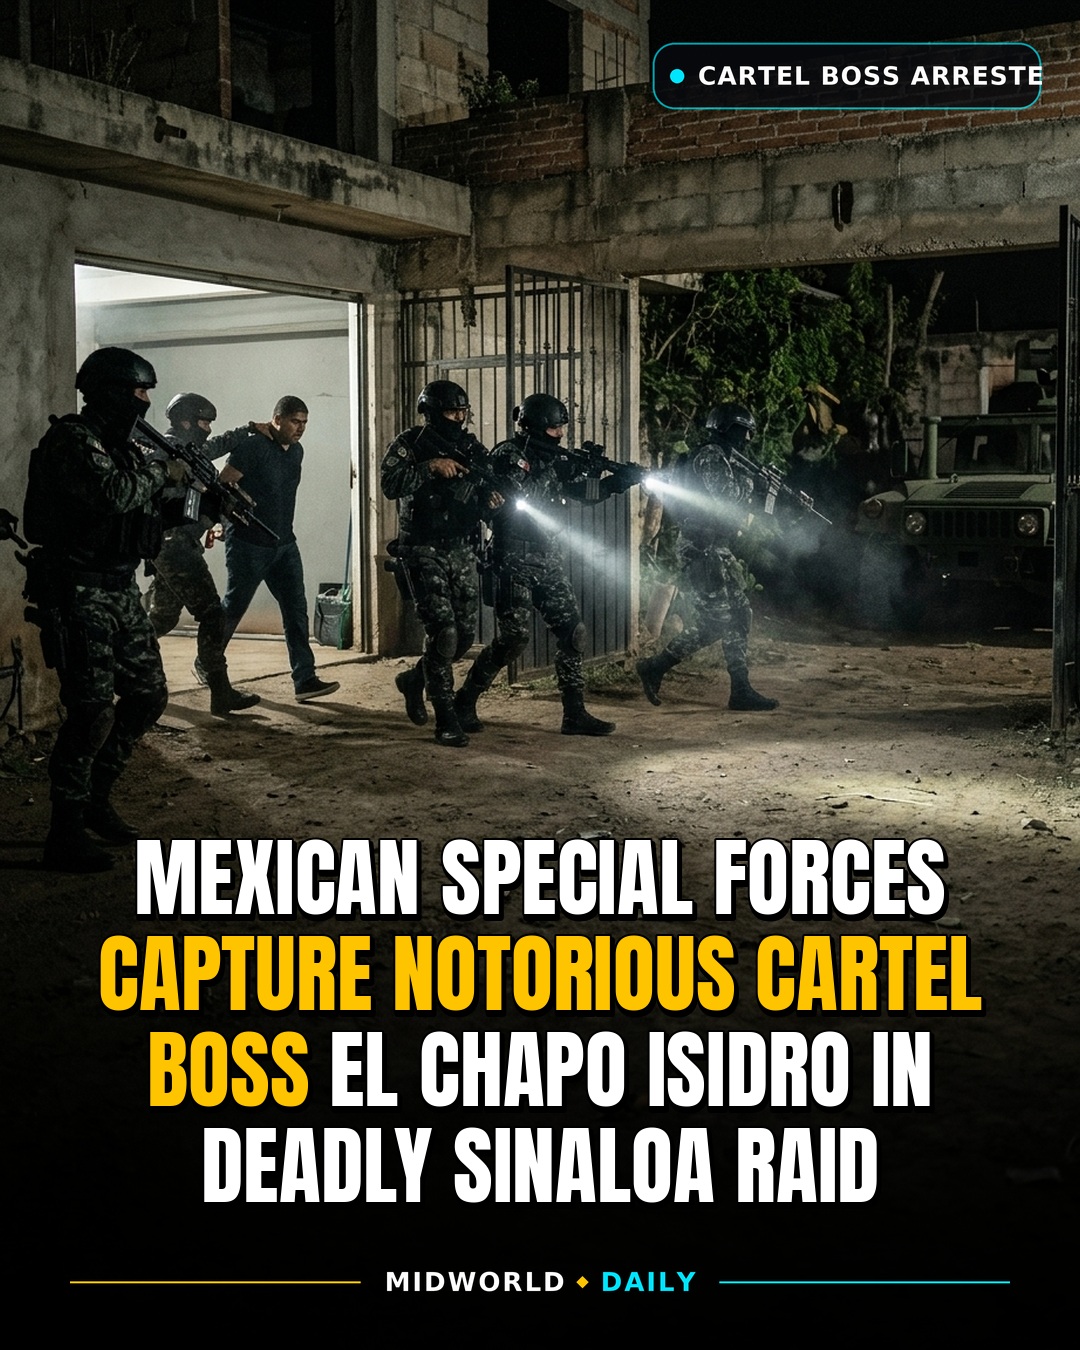 CARTEL BOSS ARRESTE
MEXICAN SPECIAL FORCES
CAPTURE NOTORIOUS CARTEL
BOSS EL CHAPO ISIDRO IN
DEADLY SINALOA RAID
MIDWORLD ◆ DAILY